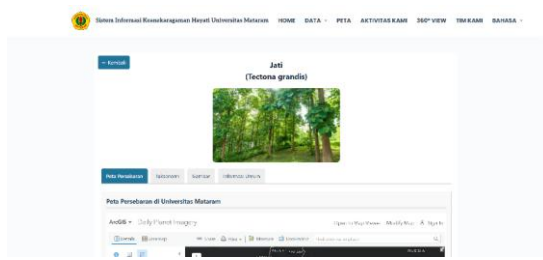 Sistem Informasi Keanekaragaman Hayati Universitas Mataram HOME DATA PETA AKTIVITAS KAMI 360° VIEW TIM KAMI BAHASA
← Kembali
Jati
(Tectona grandis)
Peta Persebaran Taksonomi Gambar Informasi Umum
Peta Persebaran di Universitas Mataram
ArcGIS Daily Planet Imagery Open in Map Viewer Modify Map Sign In
Details Basemap Share Print Measure